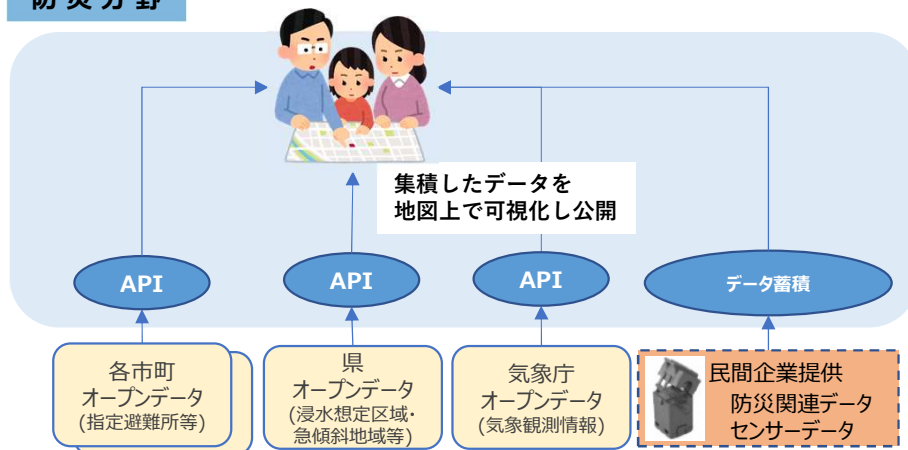 防災分野
集積したデータを
地図上で可視化し公開
API
API
API
データ蓄積
各市町
オープンデータ
(指定避難所等)
県
オープンデータ
(浸水想定区域・
急傾斜地域等)
気象庁
オープンデータ
(気象観測情報)
民間企業提供
防災関連データ
センサーデータ